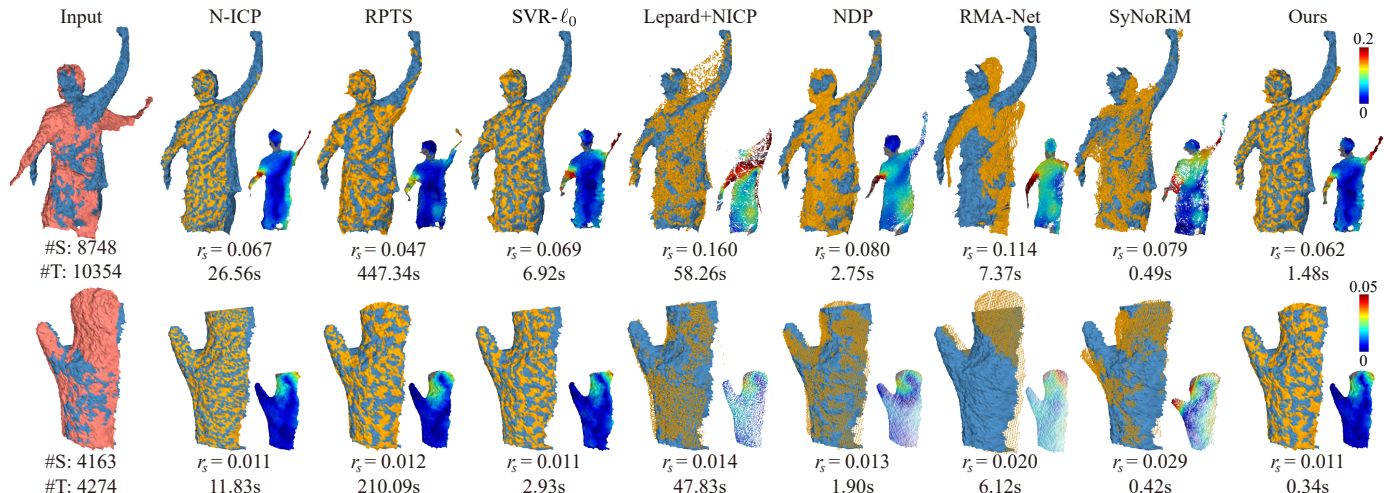 Input N-ICP RPTS SVR-ℓ₀ Lepard+NICP NDP RMA-Net SyNoRiM Ours
0.2
0
#S: 8748 rₛ = 0.067 rₛ = 0.047 rₛ = 0.069 rₛ = 0.160 rₛ = 0.080 rₛ = 0.114 rₛ = 0.079 rₛ = 0.062
#T: 10354 26.56s 447.34s 6.92s 58.26s 2.75s 7.37s 0.49s 1.48s
0.05
0
#S: 4163 rₛ = 0.011 rₛ = 0.012 rₛ = 0.011 rₛ = 0.014 rₛ = 0.013 rₛ = 0.020 rₛ = 0.029 rₛ = 0.011
#T: 4274 11.83s 210.09s 2.93s 47.83s 1.90s 6.12s 0.42s 0.34s